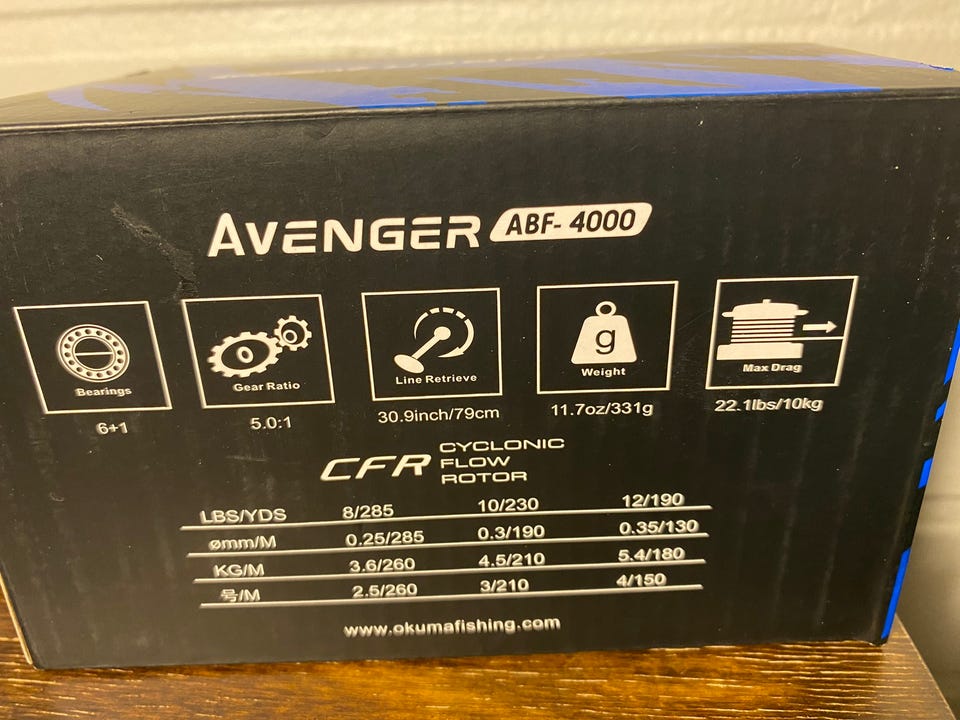 AVENGER ABF- 4000
Bearings
Gear Ratio
Line Retrieve
g
Weight
Max Drag
6+1
5.0:1
30.9inch/79cm
11.7oz/331g
22.1lbs/10kg
CFR CYCLONIC
FLOW
ROTOR
LBS/YDS 8/285 10/230 12/190
ømm/M 0.25/285 0.3/190 0.35/130
KG/M 3.6/260 4.5/210 5.4/180
号/M 2.5/260 3/210 4/150
www.okumafishing.com